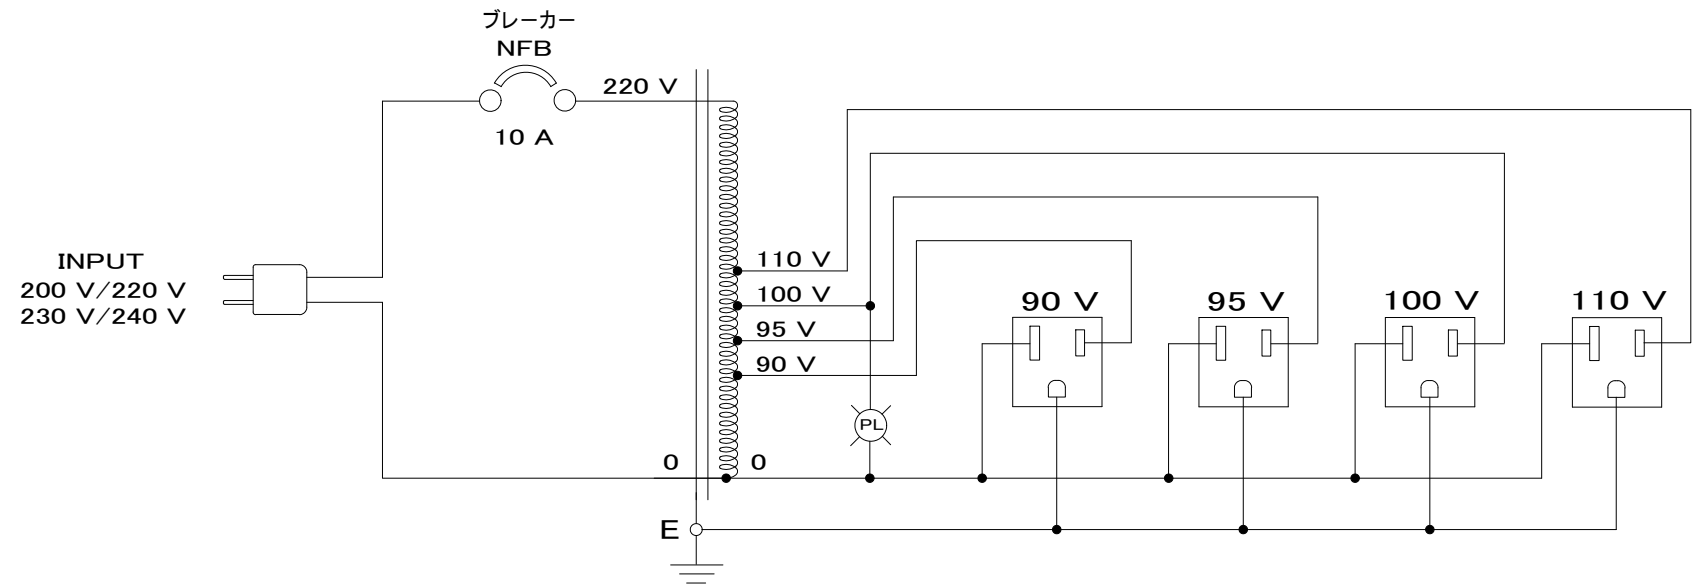 ブレーカー
NFB
10 A
220 V
INPUT
200 V/220 V
230 V/240 V
110 V
100 V
95 V
90 V
90 V
95 V
100 V
110 V
PL
0
0
E